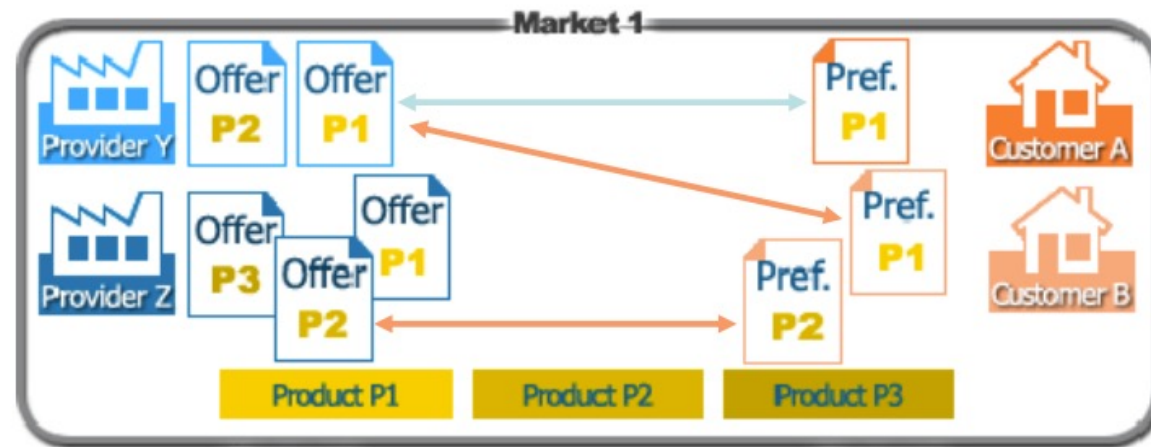 Market 1
Offer
P2
Offer
P1
Pref.
P1
Provider Y
Customer A
Offer
P3
Offer
P1
Offer
P2
Pref.
P1
Pref.
P2
Provider Z
Customer B
Product P1
Product P2
Product P3